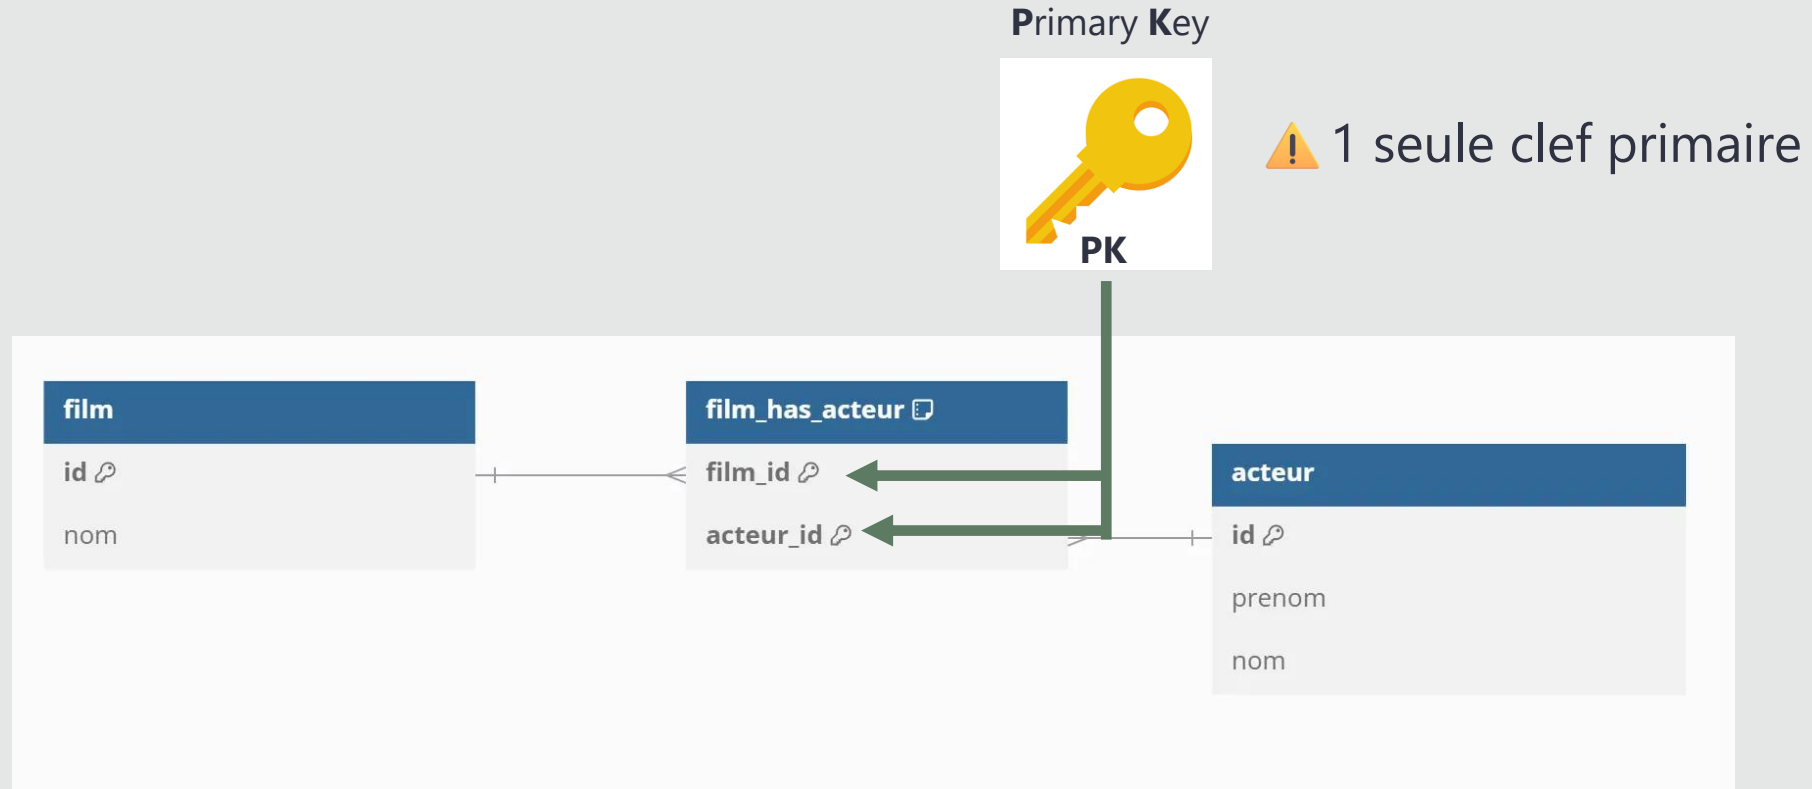 Primary Key
PK
⚠ 1 seule clef primaire
film
id
nom
film_has_acteur
film_id
acteur_id
acteur
id
prenom
nom